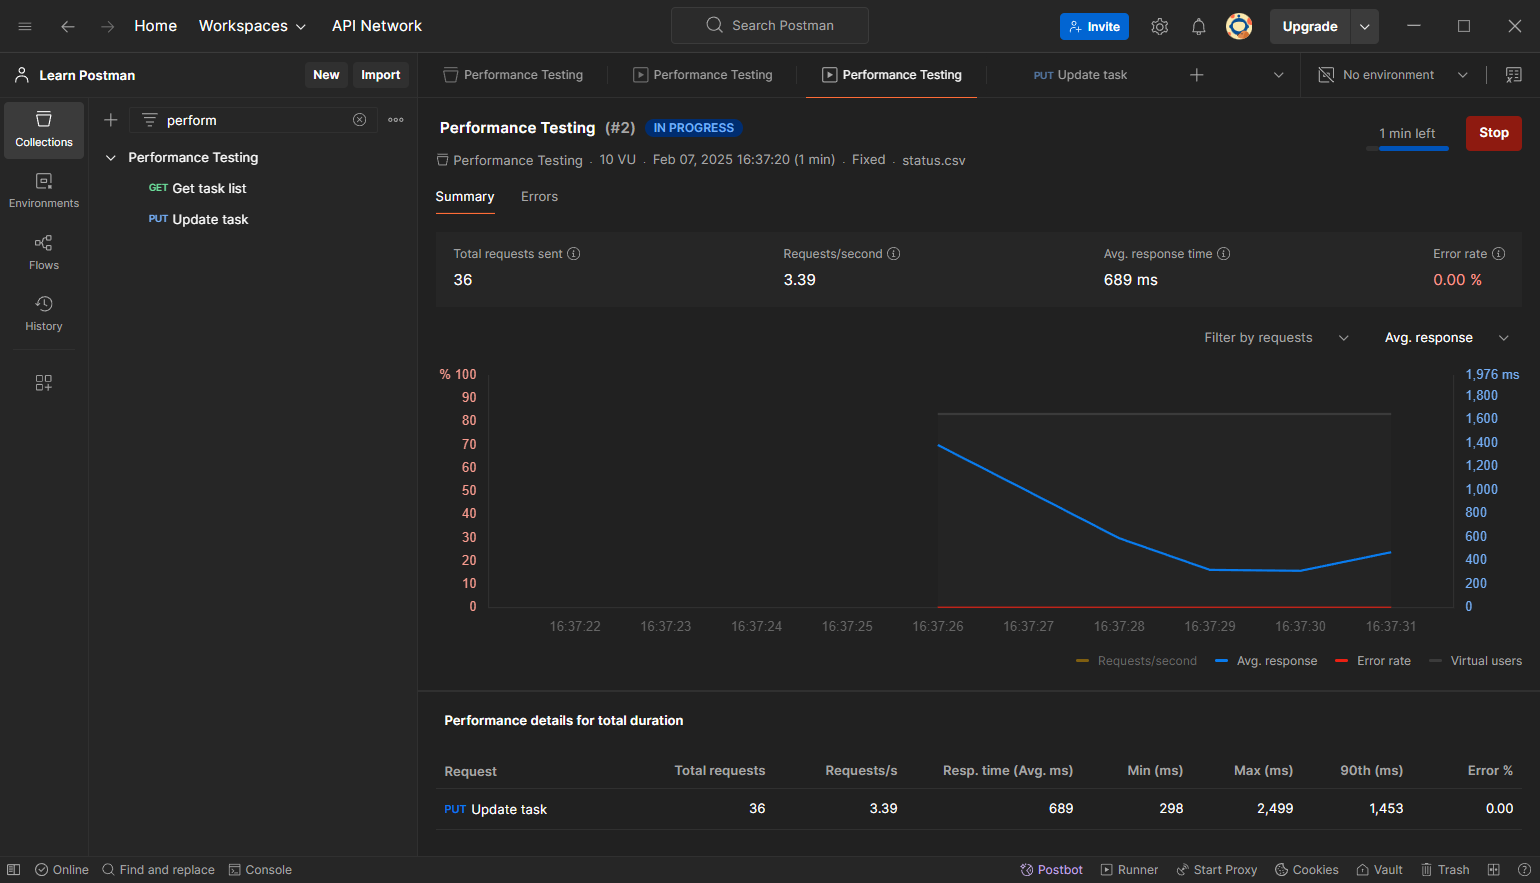 Home Workspaces API Network Search Postman Invite Upgrade
Learn Postman New Import
Performance Testing Performance Testing Performance Testing PUT Update task No environment
Collections
Environments
Flows
History
perform
Performance Testing
GET Get task list
PUT Update task
Performance Testing (#2) IN PROGRESS
1 min left Stop
Performance Testing . 10 VU . Feb 07, 2025 16:37:20 (1 min) . Fixed . status.csv
Summary Errors
Total requests sent Requests/second Avg. response time Error rate
36 3.39 689 ms 0.00 %
Filter by requests Avg. response
% 100
90
80
70
60
50
40
30
20
10
0
1,976 ms
1,800
1,600
1,400
1,200
1,000
800
600
400
200
0
16:37:22 16:37:23 16:37:24 16:37:25 16:37:26 16:37:27 16:37:28 16:37:29 16:37:30 16:37:31
Requests/second Avg. response Error rate Virtual users
Performance details for total duration
Request Total requests Requests/s Resp. time (Avg. ms) Min (ms) Max (ms) 90th (ms) Error %
PUT Update task 36 3.39 689 298 2,499 1,453 0.00
Online Find and replace Console Postbot Runner Start Proxy Cookies Vault Trash